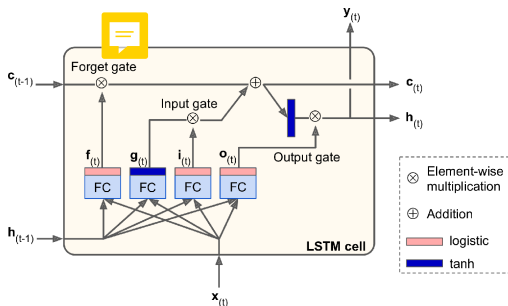 y(t)
Forget gate
c(t-1)
c(t)
Input gate
h(t)
f(t)
g(t)
i(t)
o(t)
Output gate
FC
FC
FC
FC
Element-wise
multiplication
Addition
h(t-1)
LSTM cell
logistic
tanh
x(t)